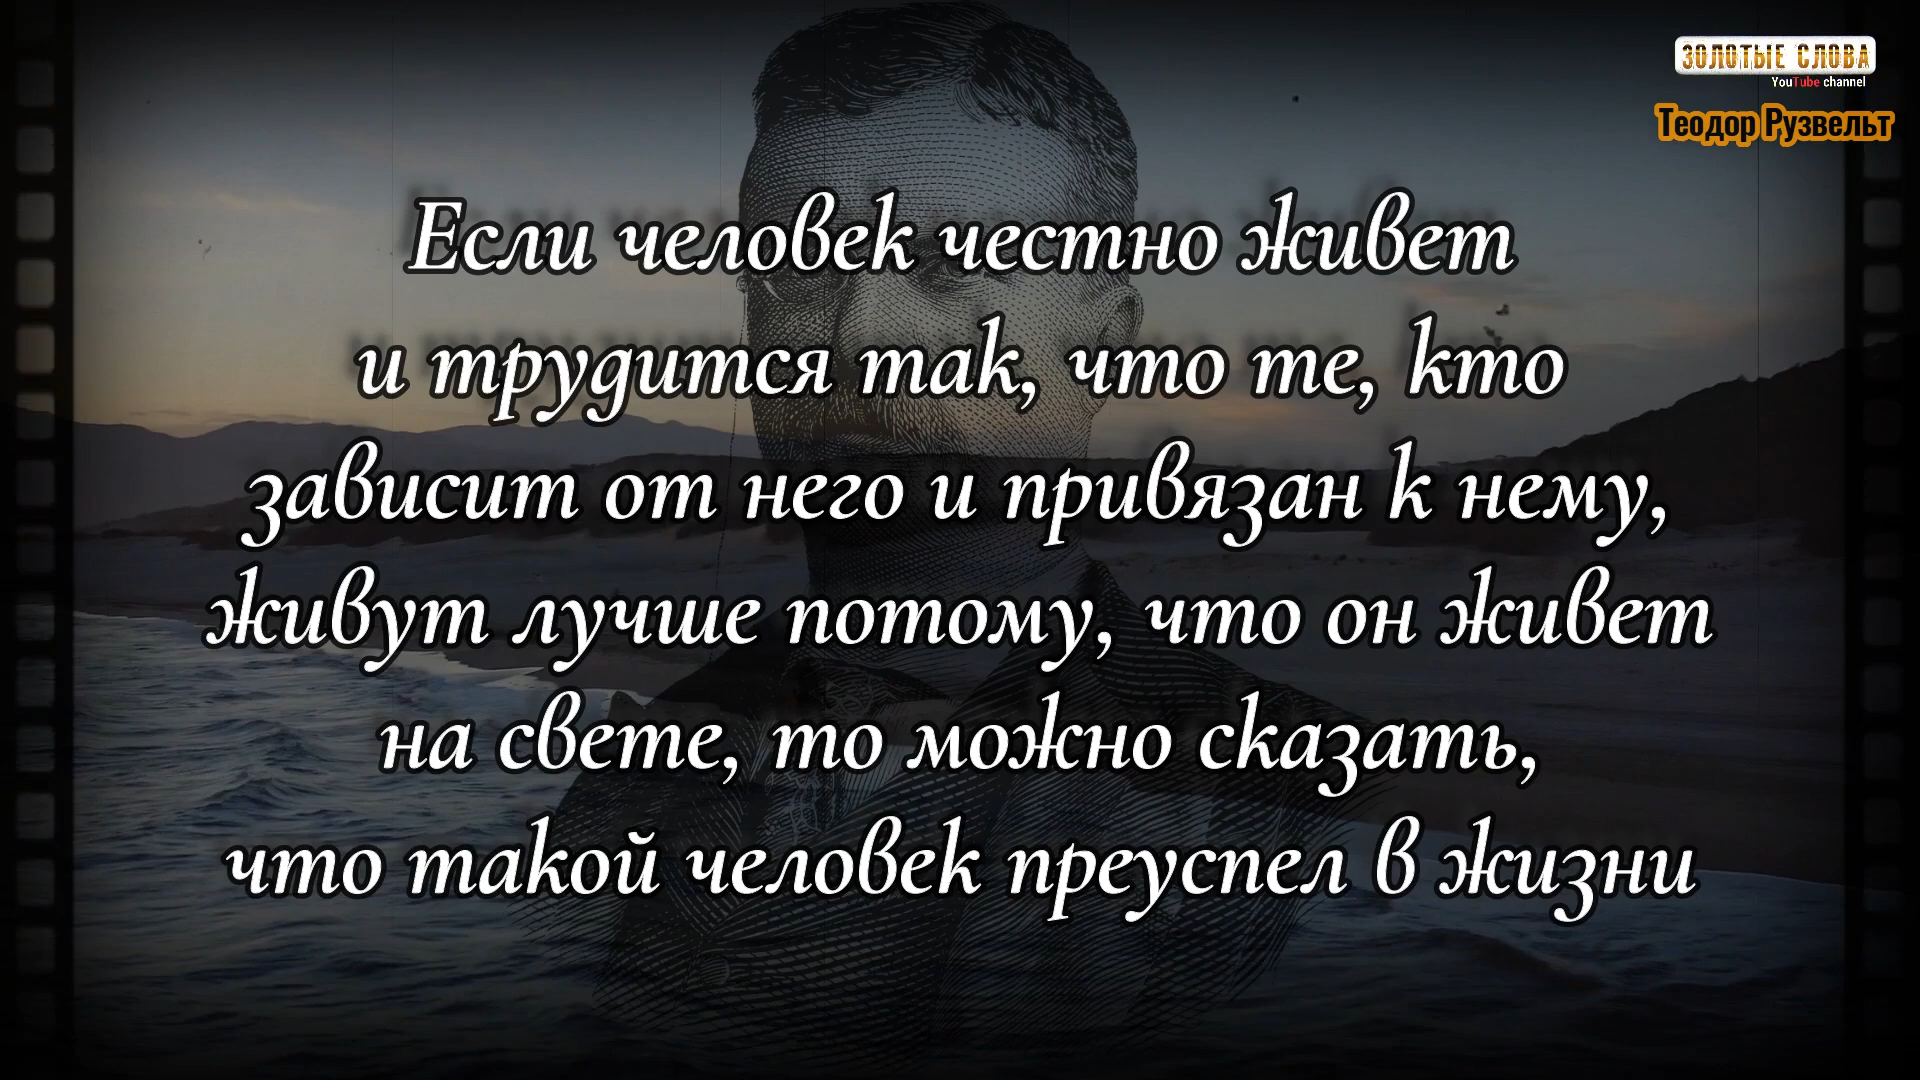 ЗОЛОТЫЕ СЛОВА
YouTube channel
Теодор Рузвельт
Если человек честно живет
и трудится так, что те, кто
зависит от него и привязан к нему,
живут лучше потому, что он живет
на свете, то можно сказать,
что такой человек преуспел в жизни